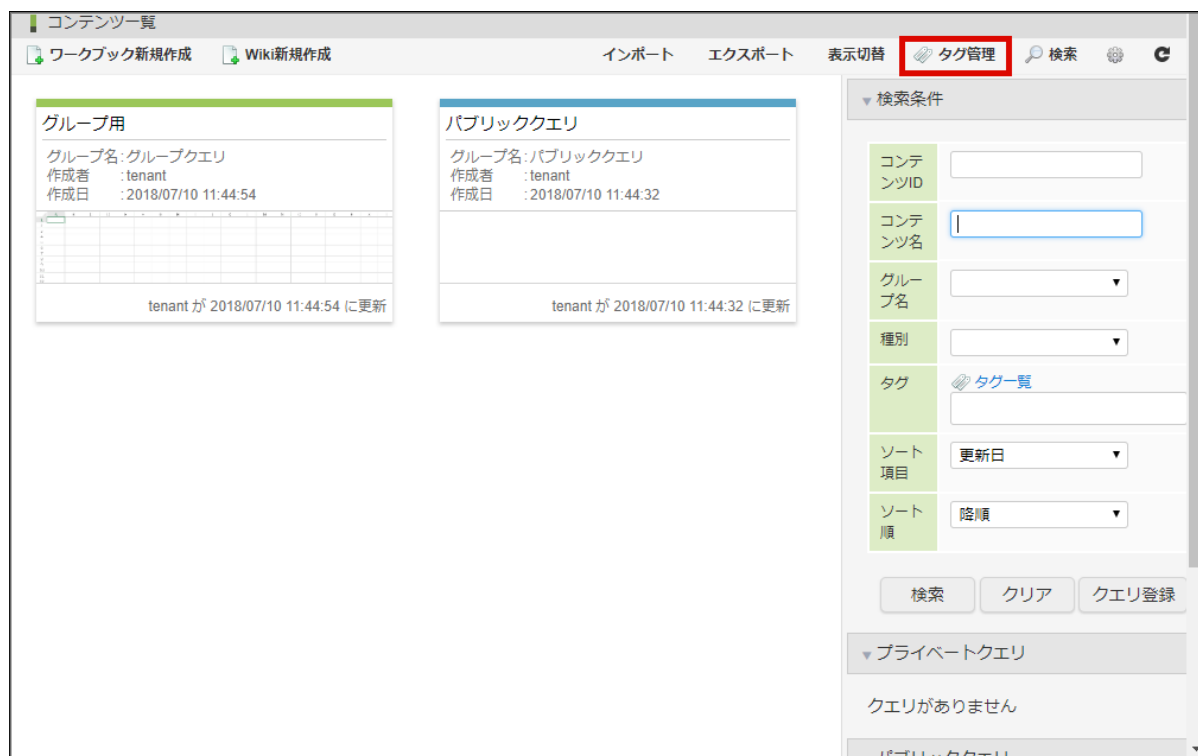 コンテンツ一覧
ワークブック新規作成 Wiki新規作成 インポート エクスポート 表示切替 タグ管理 検索
グループ用
グループ名:グループクエリ
作成者 :tenant
作成日 :2018/07/10 11:44:54
tenant が 2018/07/10 11:44:54 に更新
パブリッククエリ
グループ名:パブリッククエリ
作成者 :tenant
作成日 :2018/07/10 11:44:32
tenant が 2018/07/10 11:44:32 に更新
検索条件
コンテ
ンツID
コンテ
ンツ名
グルー
プ名
種別
タグ タグ一覧
ソート
項目 更新日
ソート
順 降順
検索 クリア クエリ登録
プライベートクエリ
クエリがありません
パブリッククエリ